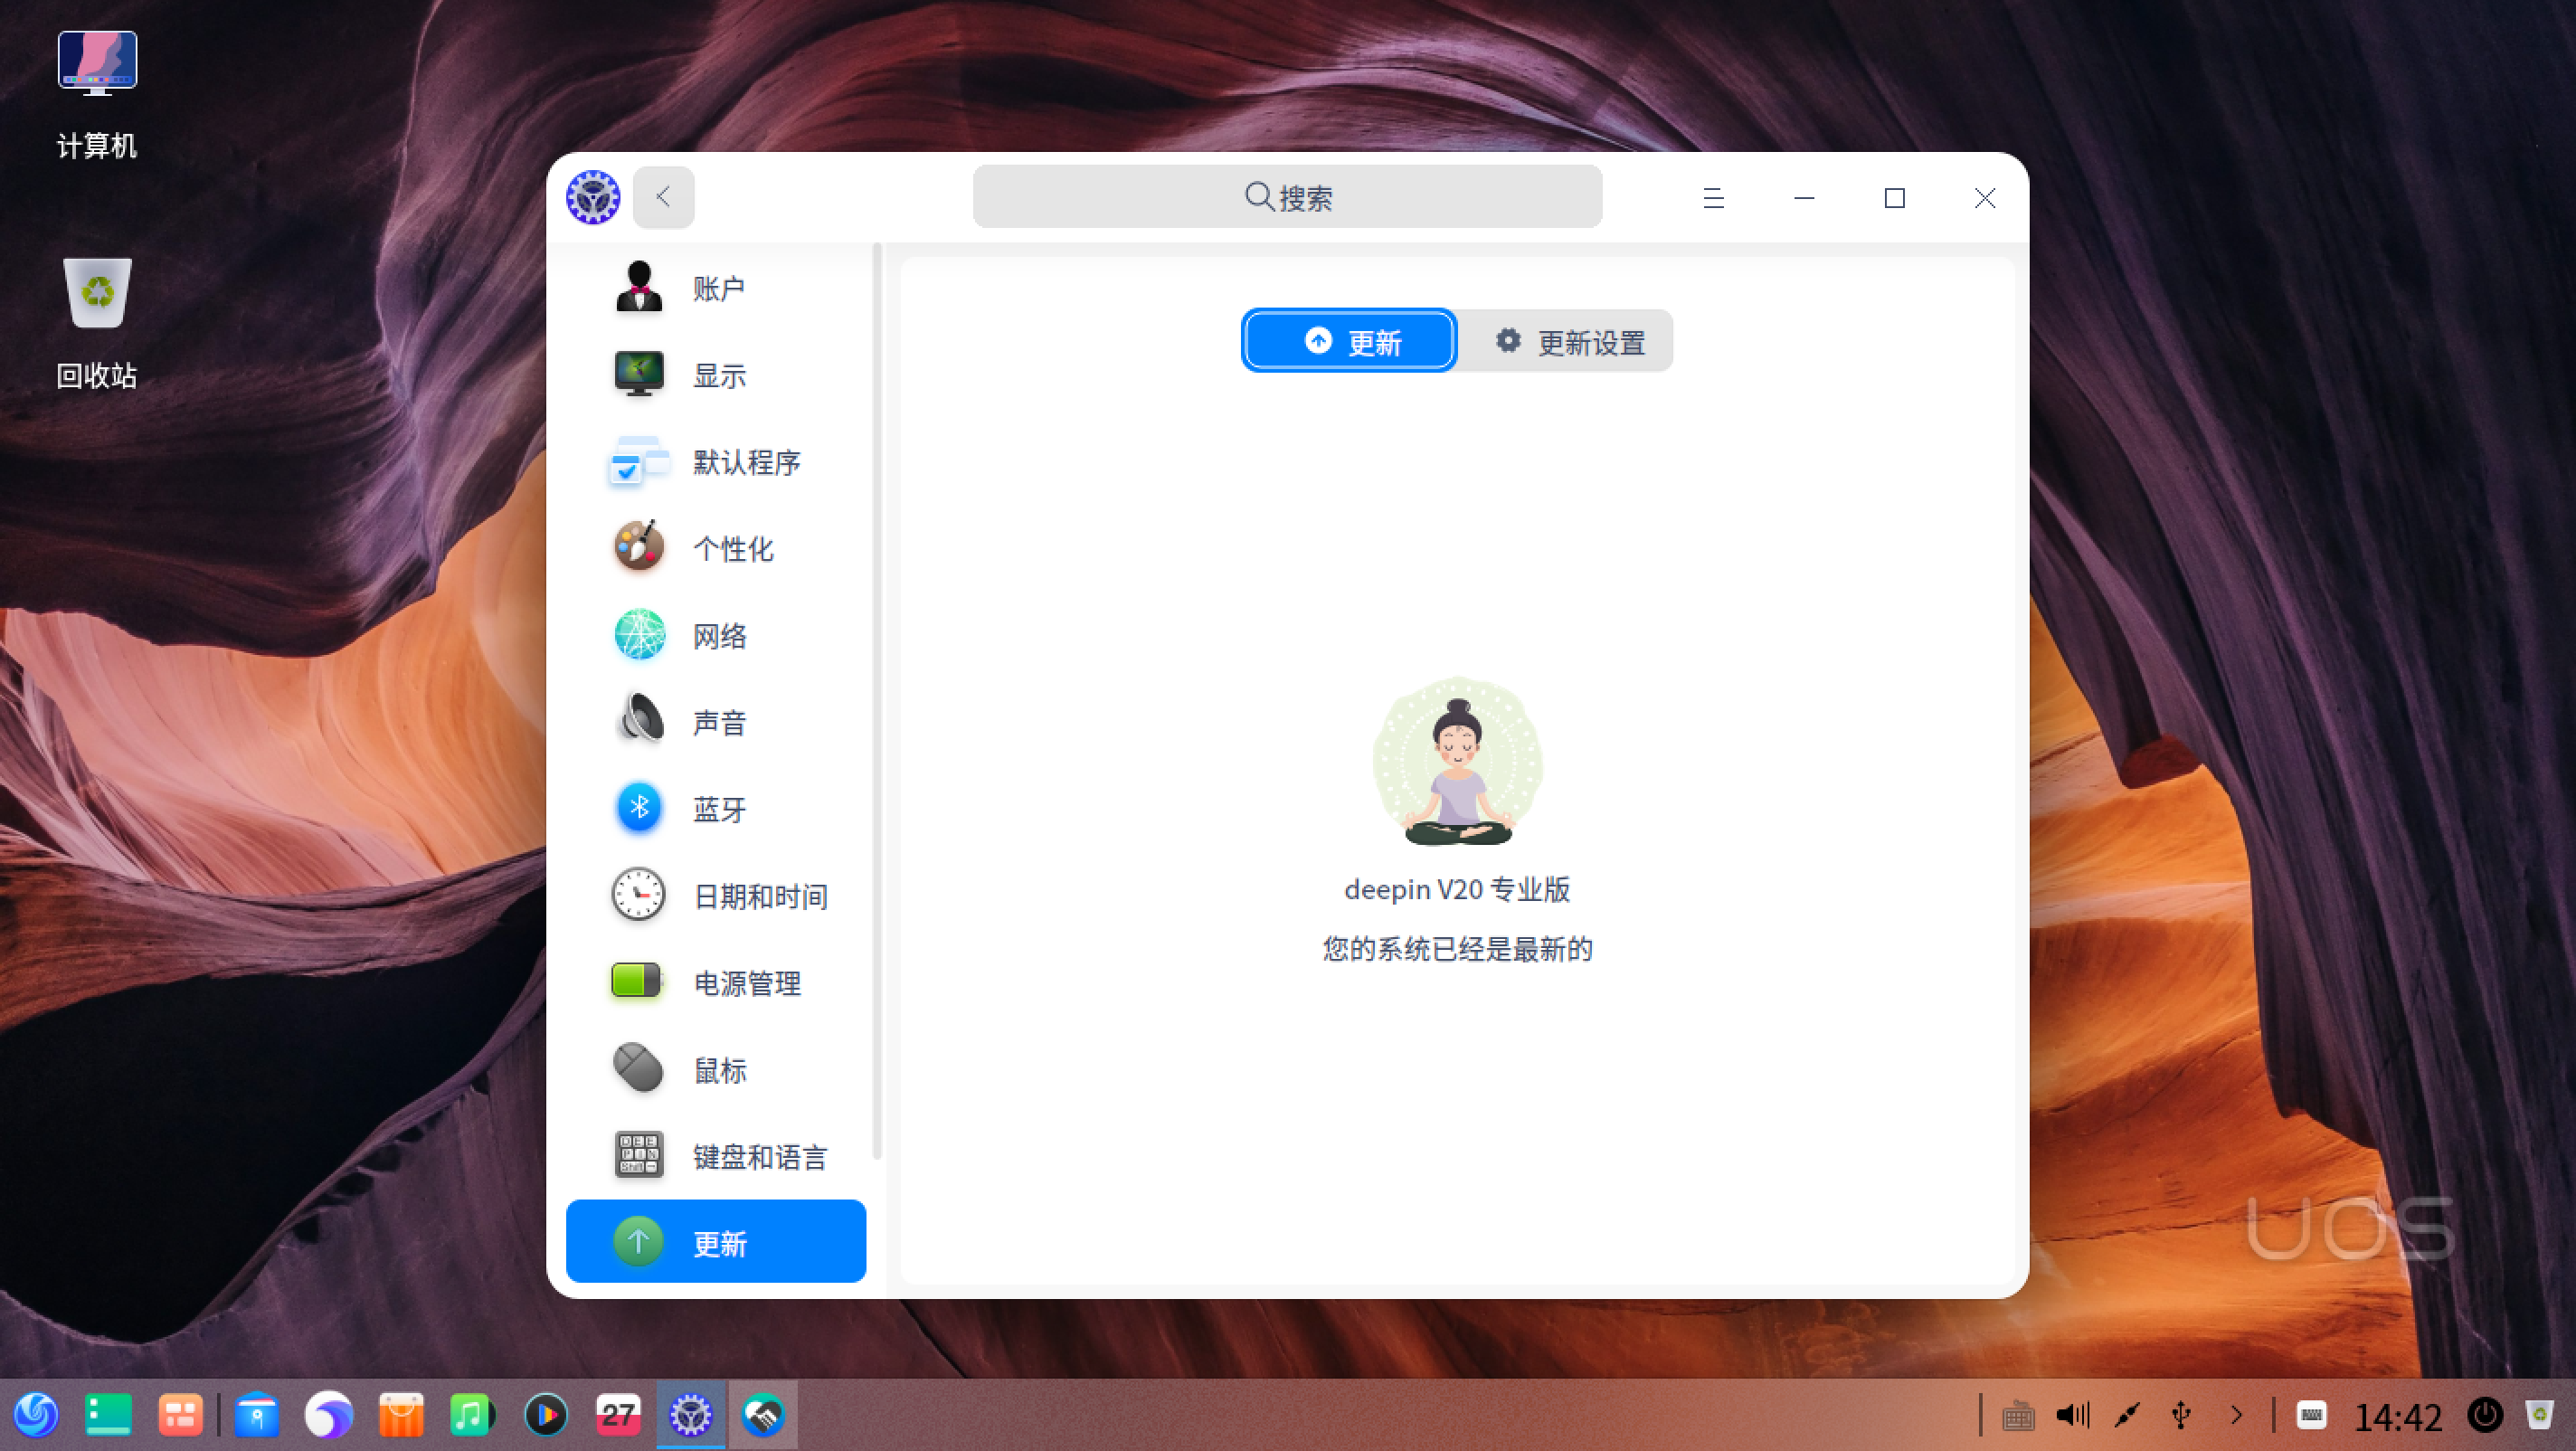 计算机
回收站
搜索
账户
显示
默认程序
个性化
网络
声音
蓝牙
日期和时间
电源管理
鼠标
键盘和语言
更新
更新
更新设置
deepin V20 专业版
您的系统已经是最新的
UOS
27
14:42